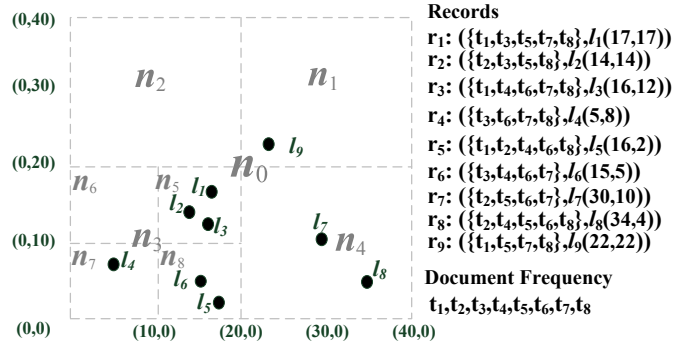 (0,40)
(0,30)
(0,20)
(0,10)
(0,0)
(10,0)
(20,0)
(30,0)
(40,0)
n₂
n₁
n₆
n₅
n₀
n₃
n₄
n₇
n₈
l₉
l₁
l₂
l₃
l₇
l₄
l₆
l₈
l₅
Records
r₁: ({t₁,t₃,t₅,t₇,t₈},l₁(17,17))
r₂: ({t₂,t₃,t₅,t₈},l₂(14,14))
r₃: ({t₁,t₄,t₆,t₇,t₈},l₃(16,12))
r₄: ({t₃,t₆,t₇,t₈},l₄(5,8))
r₅: ({t₁,t₂,t₄,t₆,t₈},l₅(16,2))
r₆: ({t₃,t₄,t₆,t₇},l₆(15,5))
r₇: ({t₂,t₅,t₆,t₇},l₇(30,10))
r₈: ({t₂,t₄,t₅,t₆,t₈},l₈(34,4))
r₉: ({t₁,t₅,t₇,t₈},l₉(22,22))
Document Frequency
t₁,t₂,t₃,t₄,t₅,t₆,t₇,t₈